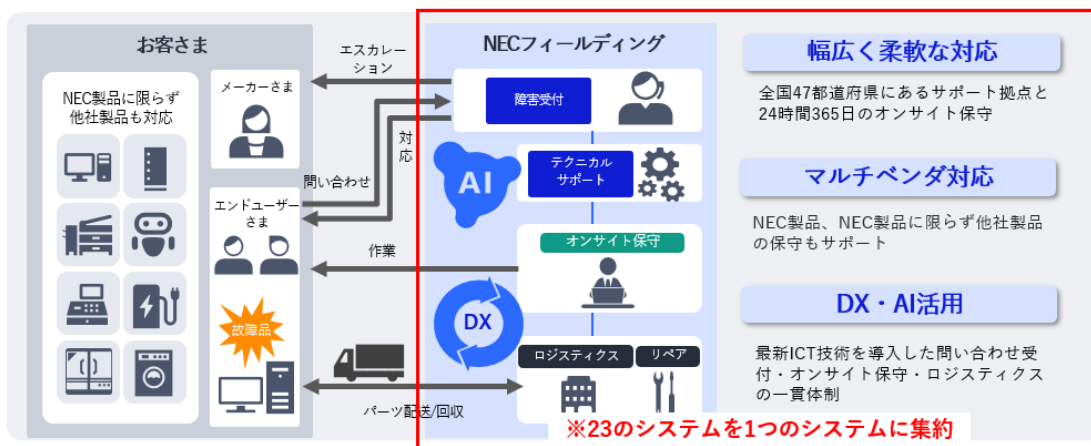 お客さま
NEC製品に限らず
他社製品も対応
メーカーさま
エンドユーザー
さま
故障品
エスカレー
ション
対応
問い合わせ
作業
パーツ配送/回収
NECフィールディング
障害受付
AI
テクニカル
サポート
オンサイト保守
DX
ロジスティクス
リペア
幅広く柔軟な対応
全国47都道府県にあるサポート拠点と
24時間365日のオンサイト保守
マルチベンダ対応
NEC製品、NEC製品に限らず他社製品
の保守もサポート
DX・AI活用
最新ICT技術を導入した問い合わせ受
付・オンサイト保守・ロジスティクス
の一貫体制
※23のシステムを1つのシステムに集約